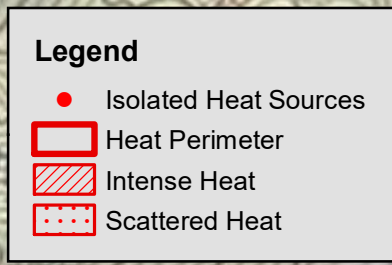 Legend
Isolated Heat Sources
Heat Perimeter
Intense Heat
Scattered Heat